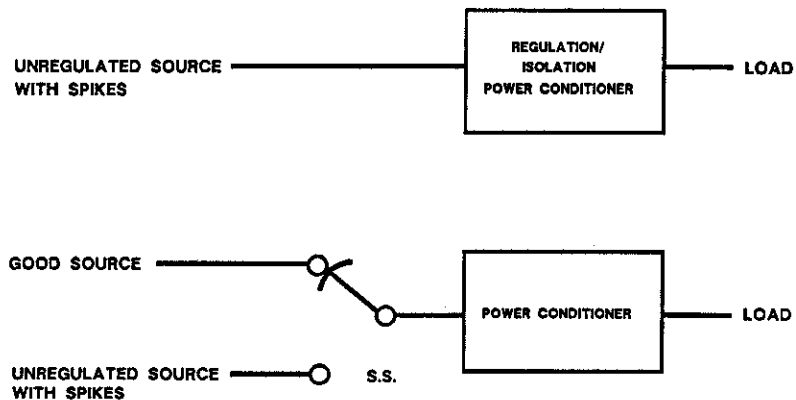 REGULATION/
ISOLATION
POWER CONDITIONER
UNREGULATED SOURCE
WITH SPIKES
LOAD
GOOD SOURCE
POWER CONDITIONER
LOAD
UNREGULATED SOURCE
WITH SPIKES
S.S.